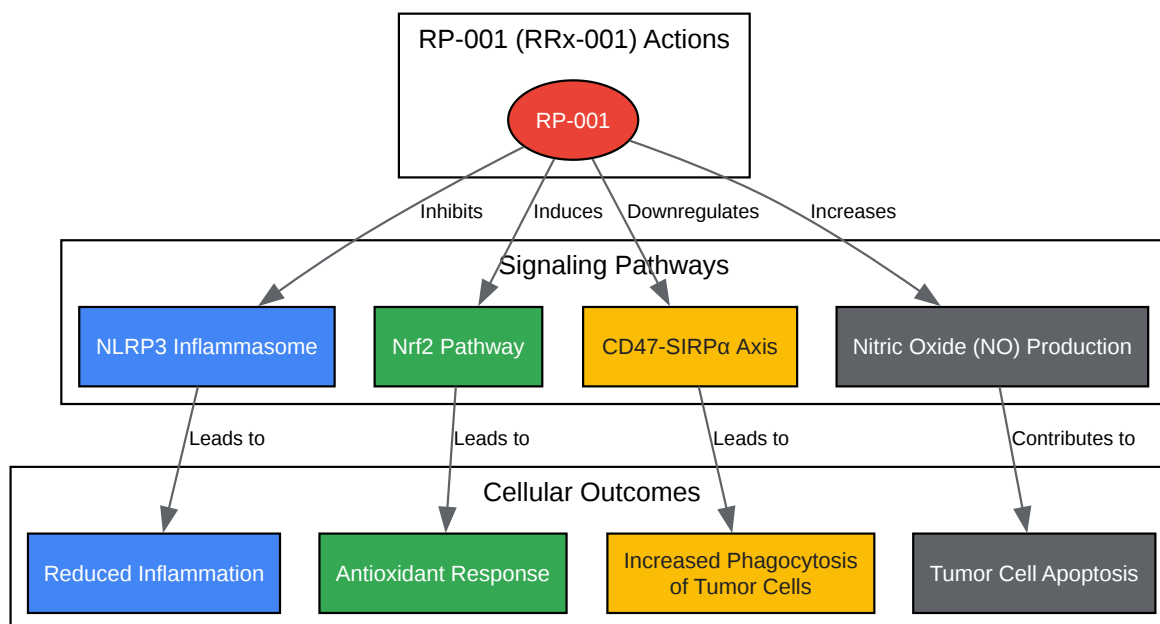 RP-001 (RRx-001) Actions
RP-001
Inhibits
Induces
Downregulates
Increases
Signaling Pathways
NLRP3 Inflammasome
Nrf2 Pathway
CD47-SIRPα Axis
Nitric Oxide (NO) Production
Leads to
Leads to
Leads to
Contributes to
Cellular Outcomes
Reduced Inflammation
Antioxidant Response
Increased Phagocytosis
of Tumor Cells
Tumor Cell Apoptosis